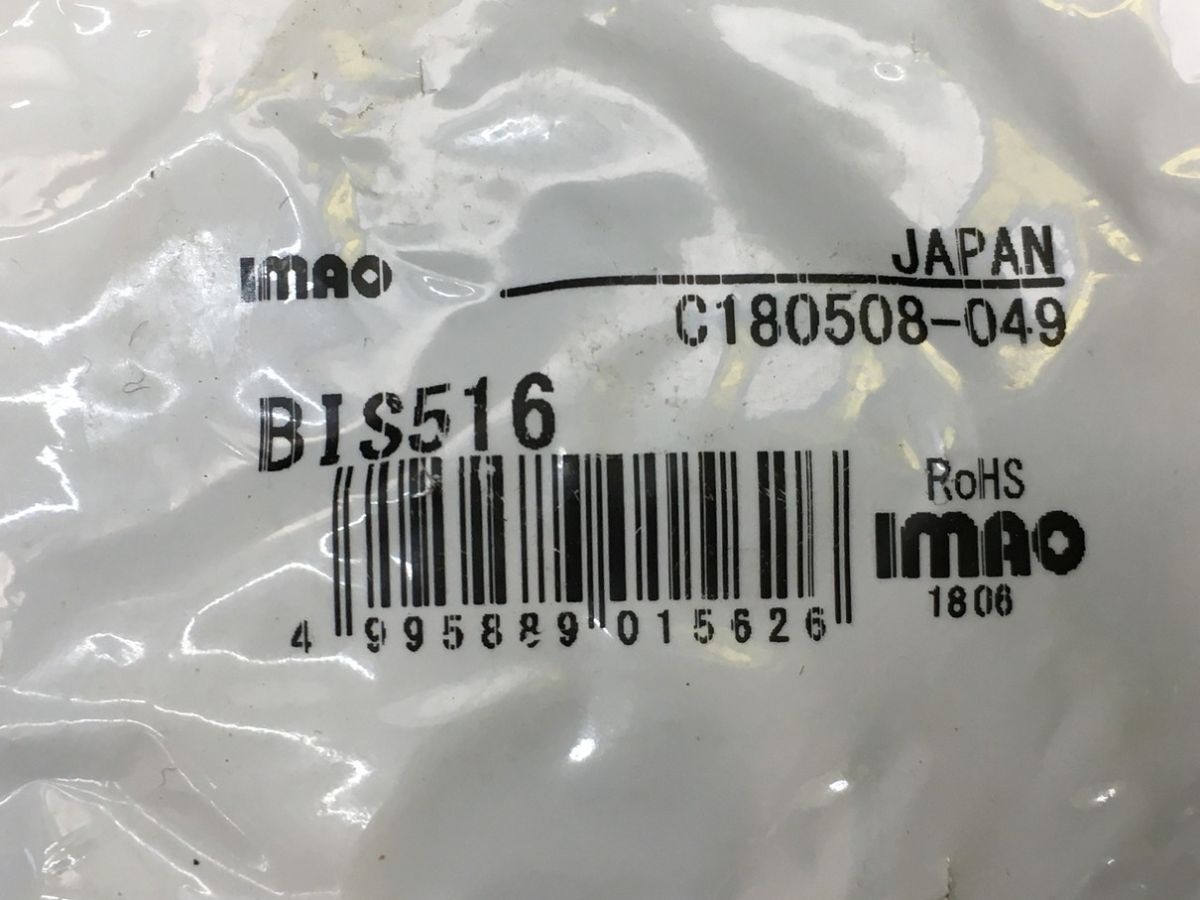 IMAO
JAPAN
C180508-049
BIS516
RoHS
IMAO
1806
4 995889 015626